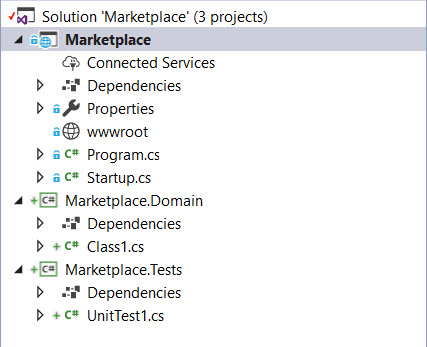 Solution 'Marketplace' (3 projects)
Marketplace
Connected Services
Dependencies
Properties
wwwroot
C# Program.cs
C# Startup.cs
C# Marketplace.Domain
Dependencies
C# Class1.cs
C# Marketplace.Tests
Dependencies
C# UnitTest1.cs